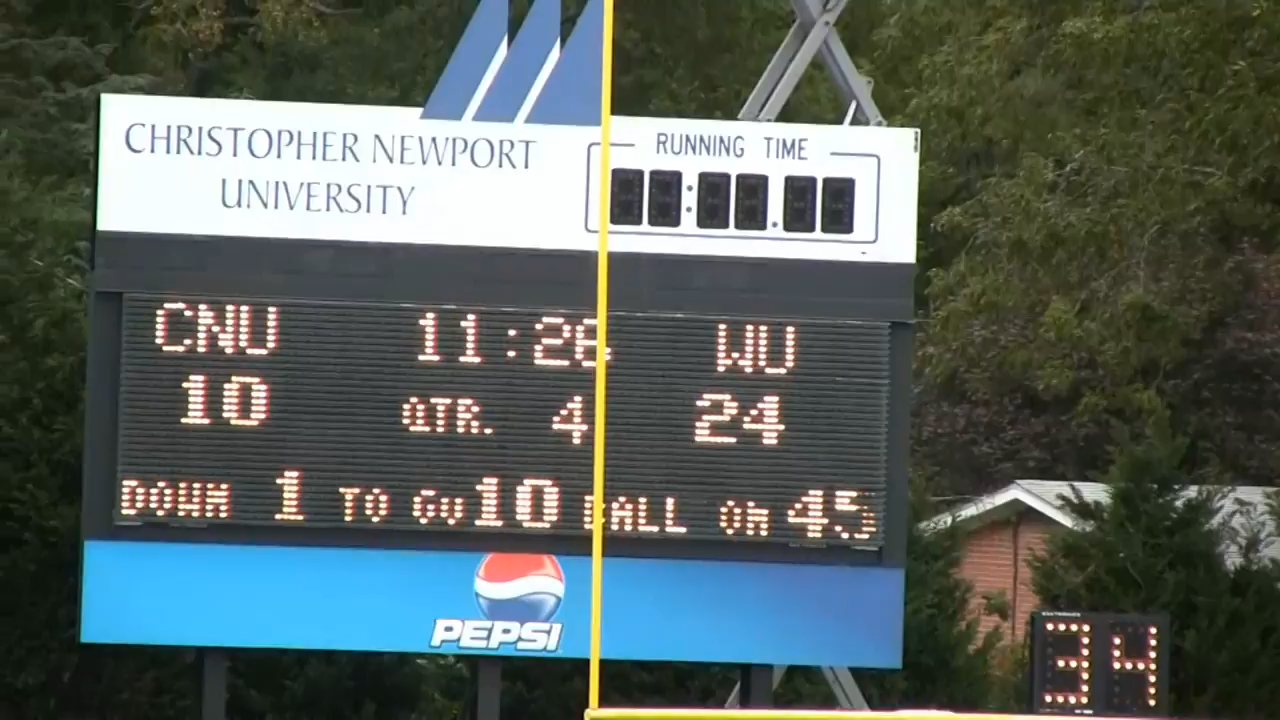 CHRISTOPHER NEWPORT
UNIVERSITY
RUNNING TIME
CNU 11:26 WU
10 QTR. 4 24
DOWN 1 TO GO 10 BALL ON 45
PEPSI
34